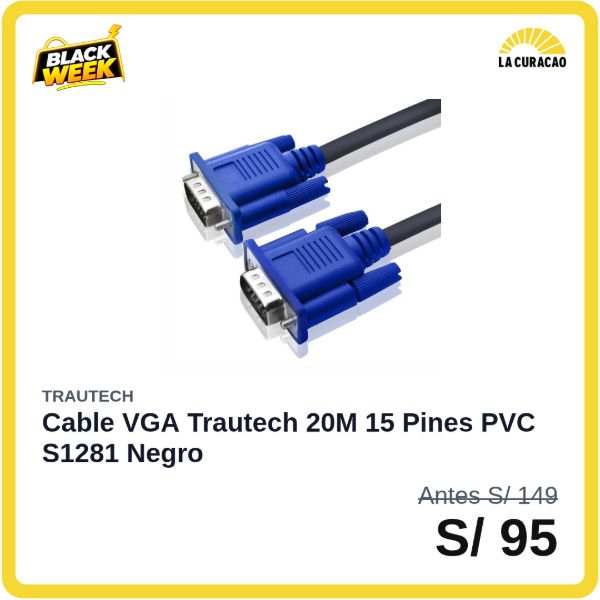 BLACK
WEEK
LA CURACAO
TRAUTECH
Cable VGA Trautech 20M 15 Pines PVC
S1281 Negro
Antes S/ 149
S/ 95